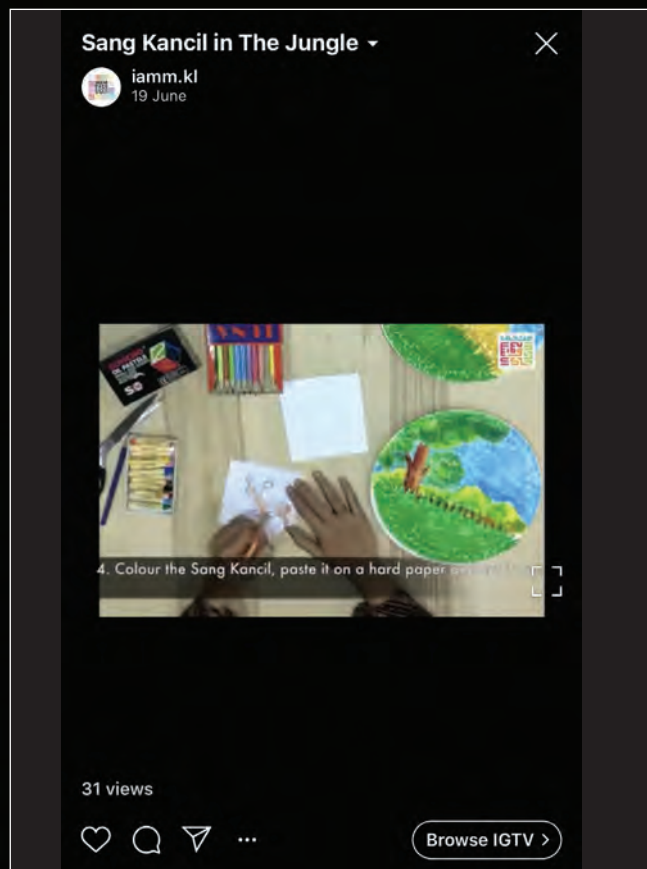 Sang Kancil in The Jungle
iamm.kl
19 June
4. Colour the Sang Kancil, paste it on a hard paper
31 views
Browse IGTV >